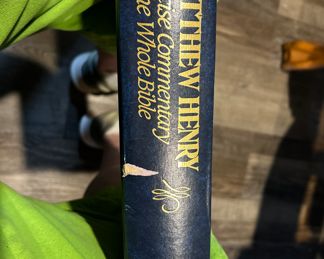 TTHEW HENRY
ise Commentary
he Whole Bible